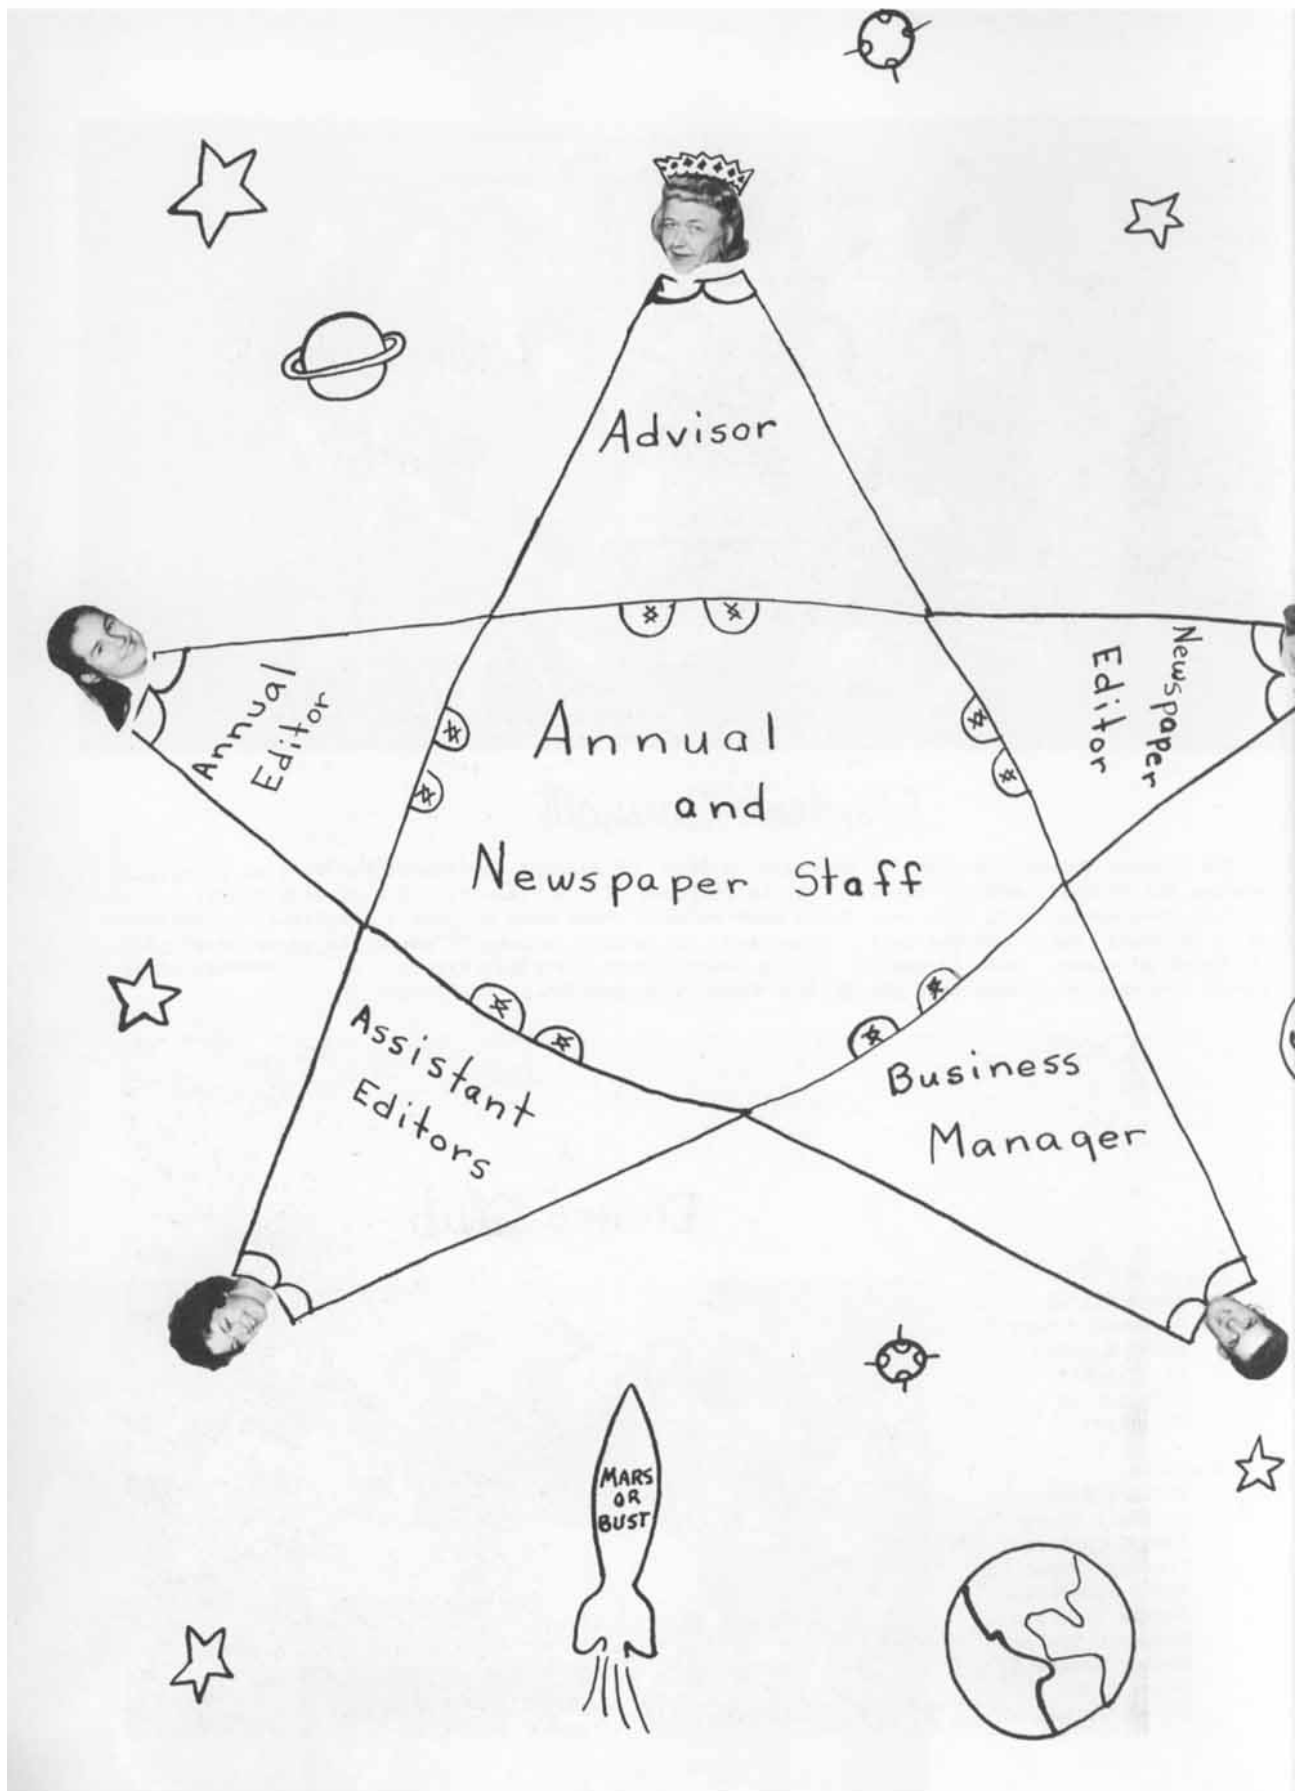 Advisor
Annual
Editor
Newspaper
Editor
Annual
and
Newspaper Staff
Assistant
Editors
Business
Manager
MARS
OR
BUST